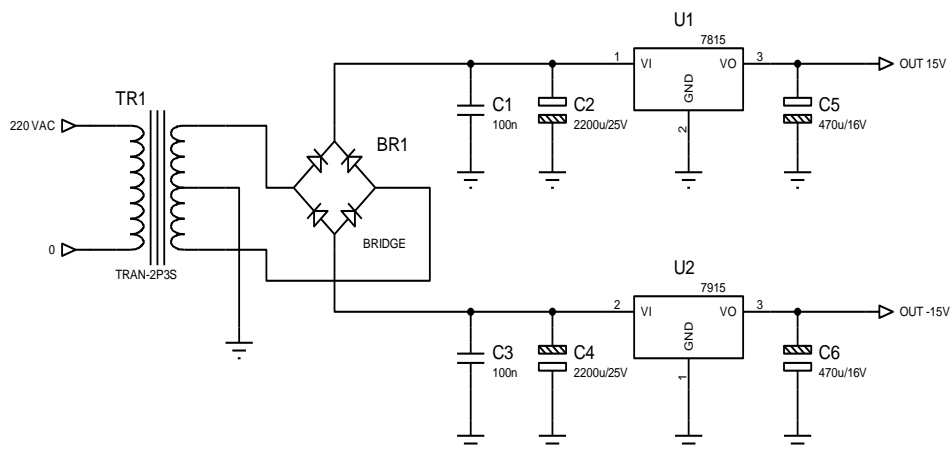 U1
7815
1
VI
VO
3
OUT 15V
GND
2
TR1
220 VAC
0
TRAN-2P3S
BR1
BRIDGE
C1
100n
C2
2200u/25V
C5
470u/16V
U2
7915
2
VI
VO
3
OUT -15V
GND
1
C3
100n
C4
2200u/25V
C6
470u/16V